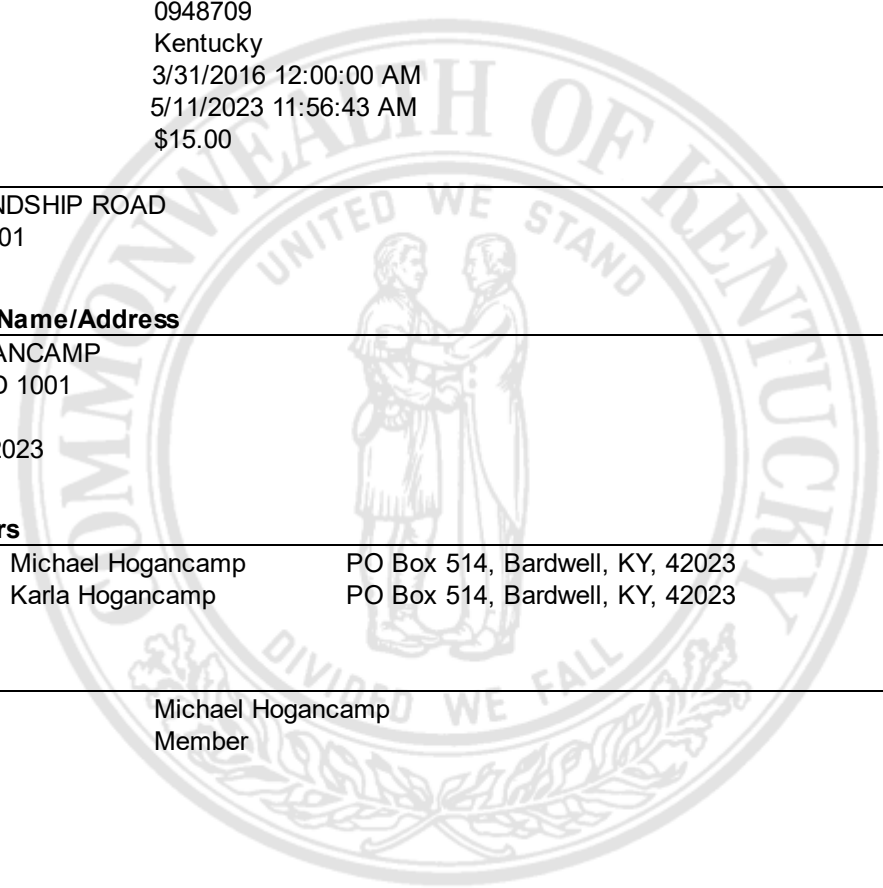 0948709
Kentucky
3/31/2016 12:00:00 AM
5/11/2023 11:56:43 AM
$15.00
NDSHIP ROAD
01
Name/Address
ANCAMP
D 1001
2023
rs
Michael Hogancamp PO Box 514, Bardwell, KY, 42023
Karla Hogancamp PO Box 514, Bardwell, KY, 42023
Michael Hogancamp
Member
COMMONWEALTH OF KENTUCKY
UNITED WE STAND
DIVIDED WE FALL